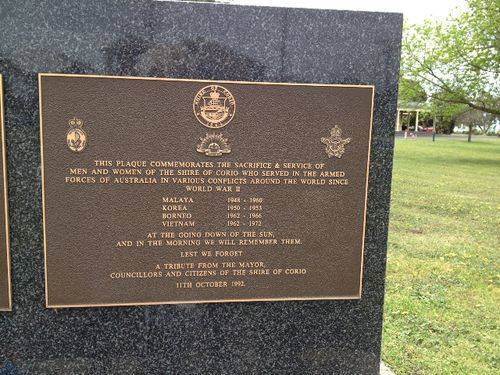 SHIRE OF CORIO
THIS PLAQUE COMMEMORATES THE SACRIFICE & SERVICE OF
MEN AND WOMEN OF THE SHIRE OF CORIO WHO SERVED IN THE ARMED
FORCES OF AUSTRALIA IN VARIOUS CONFLICTS AROUND THE WORLD SINCE
WORLD WAR II
MALAYA 1948 - 1960
KOREA 1950 - 1953
BORNEO 1962 - 1966
VIETNAM 1962 - 1972
AT THE GOING DOWN OF THE SUN,
AND IN THE MORNING WE WILL REMEMBER THEM.
LEST WE FORGET
A TRIBUTE FROM THE MAYOR,
COUNCILLORS AND CITIZENS OF THE SHIRE OF CORIO
11TH OCTOBER 1992.